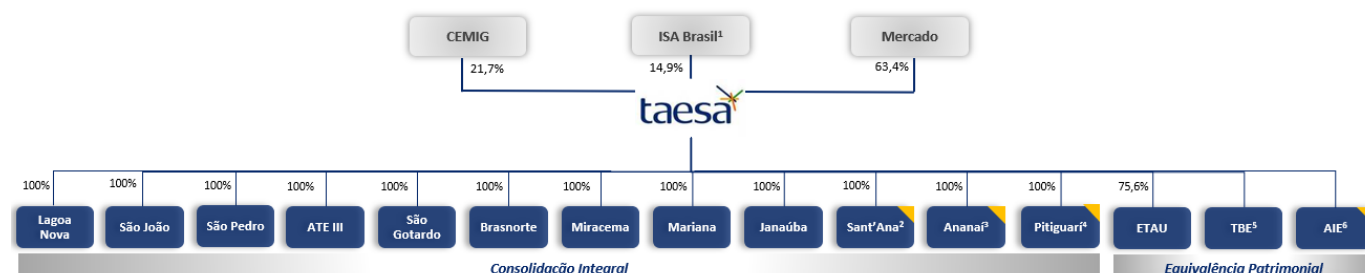 CEMIG
ISA Brasil¹
Mercado
21,7%
14,9%
63,4%
taesa
100%
100%
100%
100%
100%
100%
100%
100%
100%
100%
100%
100%
75,6%
Lagoa
Nova
São João
São Pedro
ATE III
São
Gotardo
Brasnorte
Miracema
Mariana
Janaúba
Sant'Ana²
Ananaí³
Pitiguari⁴
ETAU
TBE⁵
AIE⁶
Consolidação Integral
Equivalência Patrimonial